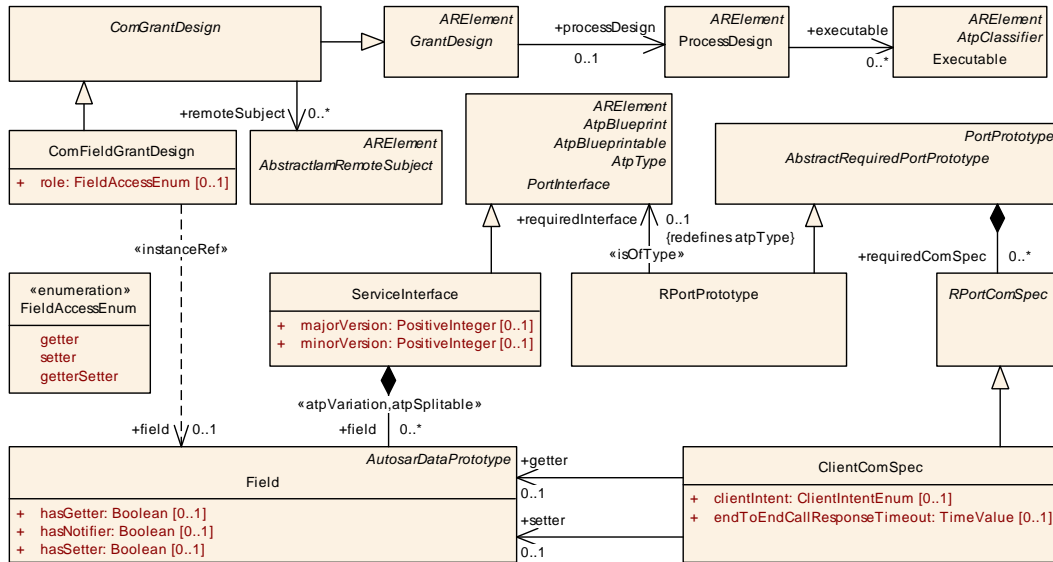 ComGrantDesign
ARElement
GrantDesign
+processDesign
0..1
ARElement
ProcessDesign
+executable
0..*
ARElement
AtpClassifier
Executable
+remoteSubject
0..*
ComFieldGrantDesign
+ role: FieldAccessEnum [0..1]
ARElement
AbstractIamRemoteSubject
ARElement
AtpBlueprint
AtpBlueprintable
AtpType
PortInterface
PortPrototype
AbstractRequiredPortPrototype
+requiredInterface
0..1
{redefines atpType}
«isOfType»
+requiredComSpec
0..*
«instanceRef»
«enumeration»
FieldAccessEnum
getter
setter
getterSetter
ServiceInterface
+ majorVersion: PositiveInteger [0..1]
+ minorVersion: PositiveInteger [0..1]
RPortPrototype
RPortComSpec
«atpVariation,atpSplitable»
+field
0..1
+field
0..*
AutosarDataPrototype
Field
+ hasGetter: Boolean [0..1]
+ hasNotifier: Boolean [0..1]
+ hasSetter: Boolean [0..1]
+getter
0..1
+setter
0..1
ClientComSpec
+ clientIntent: ClientIntentEnum [0..1]
+ endToEndCallResponseTimeout: TimeValue [0..1]